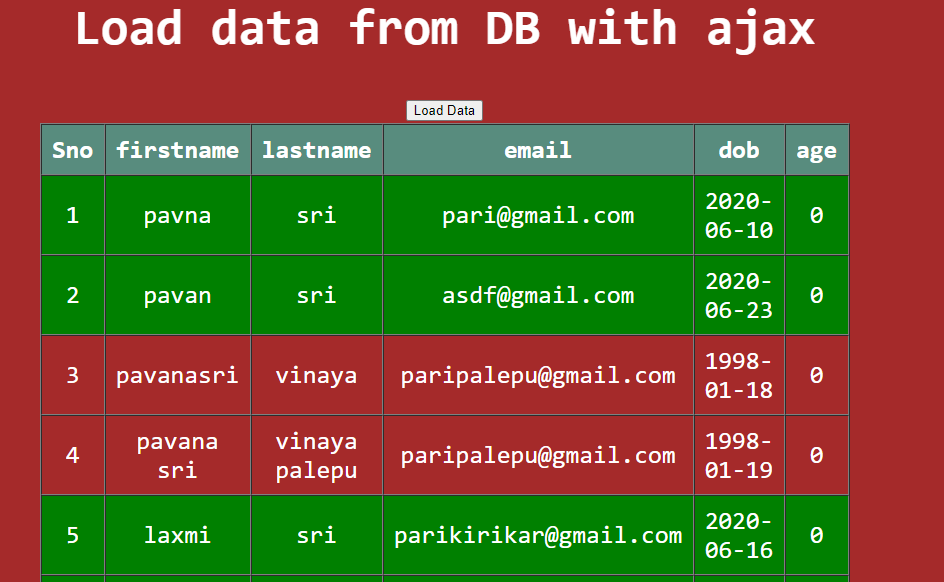 Load data from DB with ajax
Load Data
Sno firstname lastname email dob age
1 pavna sri pari@gmail.com 2020-06-10 0
2 pavan sri asdf@gmail.com 2020-06-23 0
3 pavanasri vinaya paripalepu@gmail.com 1998-01-18 0
4 pavana sri vinaya palepu paripalepu@gmail.com 1998-01-19 0
5 laxmi sri parikirikar@gmail.com 2020-06-16 0